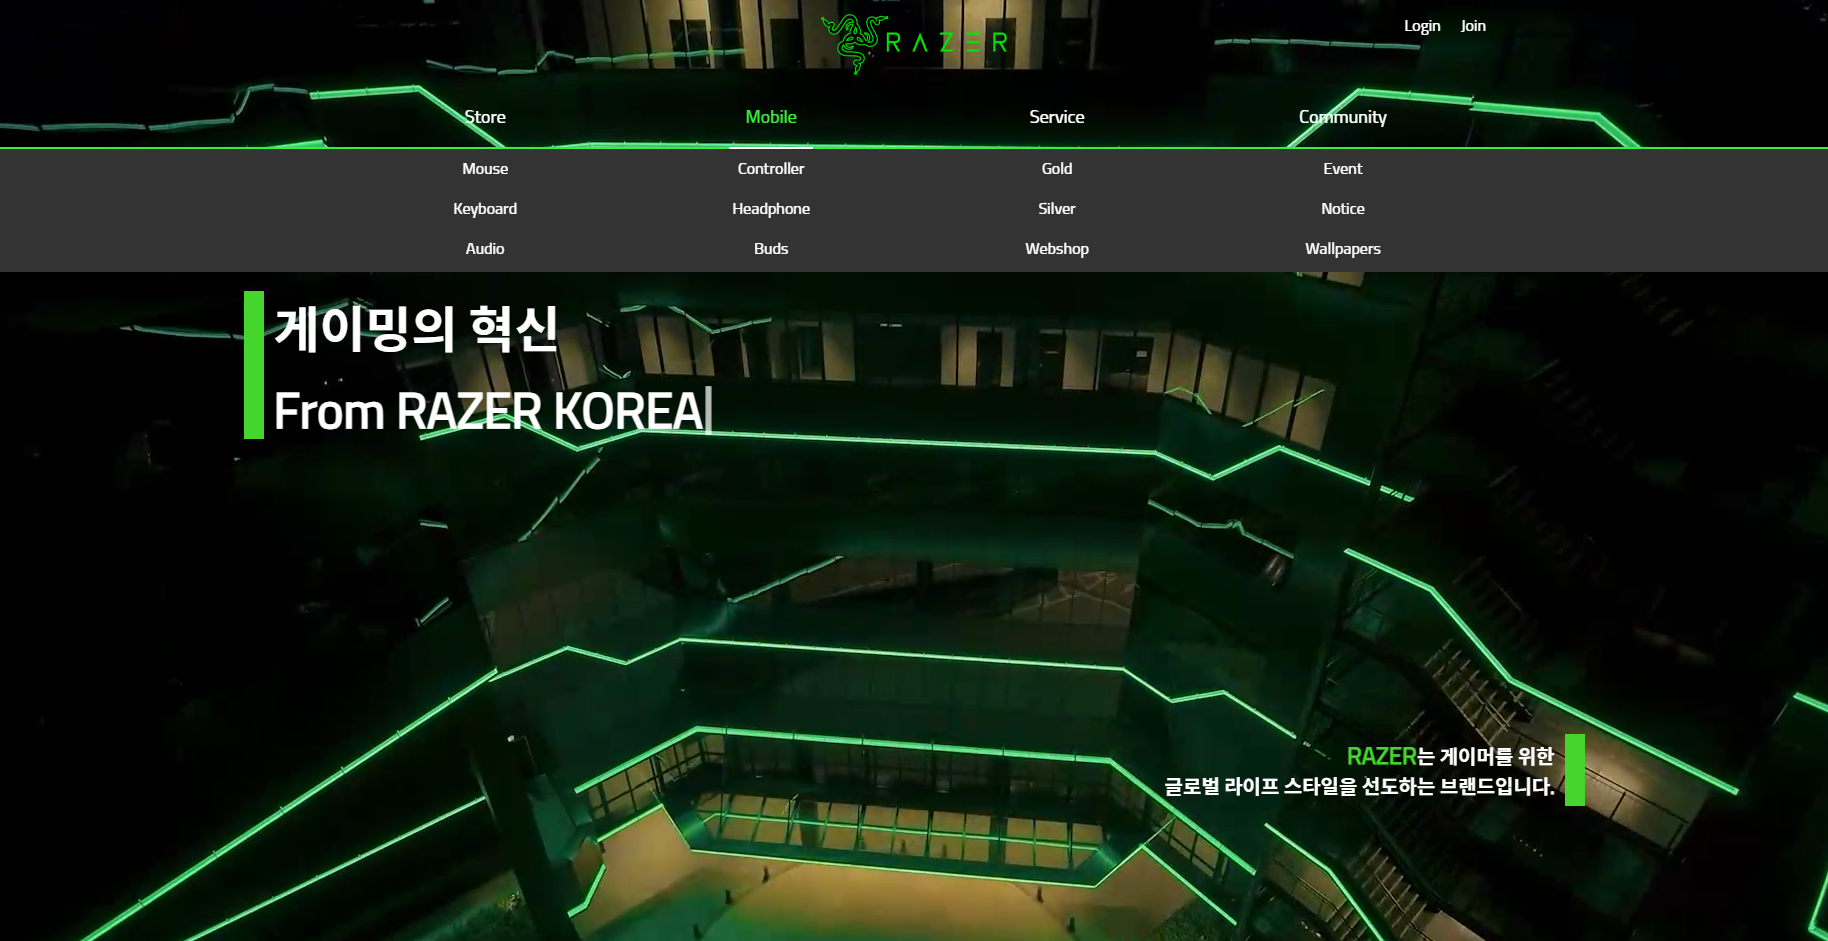 RAZER
Login Join
Store Mobile Service Community
Mouse Controller Gold Event
Keyboard Headphone Silver Notice
Audio Buds Webshop Wallpapers
게이밍의 혁신
From RAZER KOREA
RAZER는 게이머를 위한
글로벌 라이프 스타일을 선도하는 브랜드입니다.